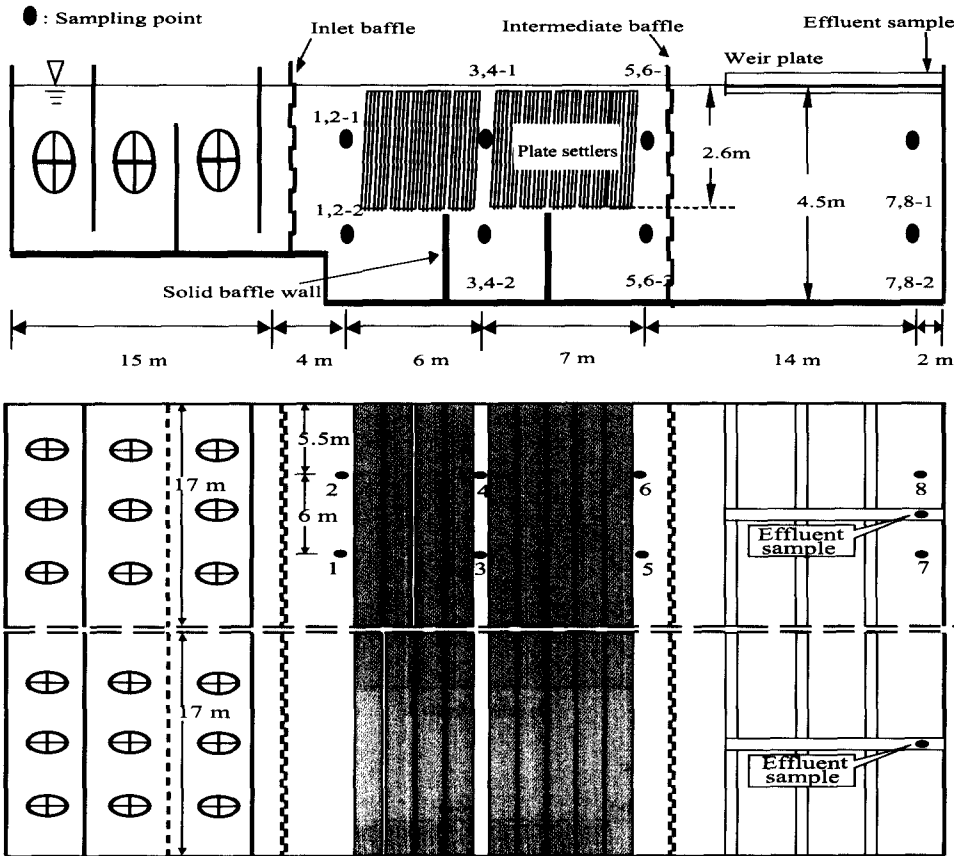 : Sampling point
Inlet baffle
Intermediate baffle
Effluent sample
Weir plate
3,4-1
5,6-1
1,2-1
Plate settlers
2.6m
4.5m
1,2-2
7,8-1
Solid baffle wall
3,4-2
5,6-2
7,8-2
15 m
4 m
6 m
7 m
14 m
2 m
5.5m
17 m
2
4
6
8
6 m
Effluent
sample
1
3
5
7
17 m
Effluent
sample